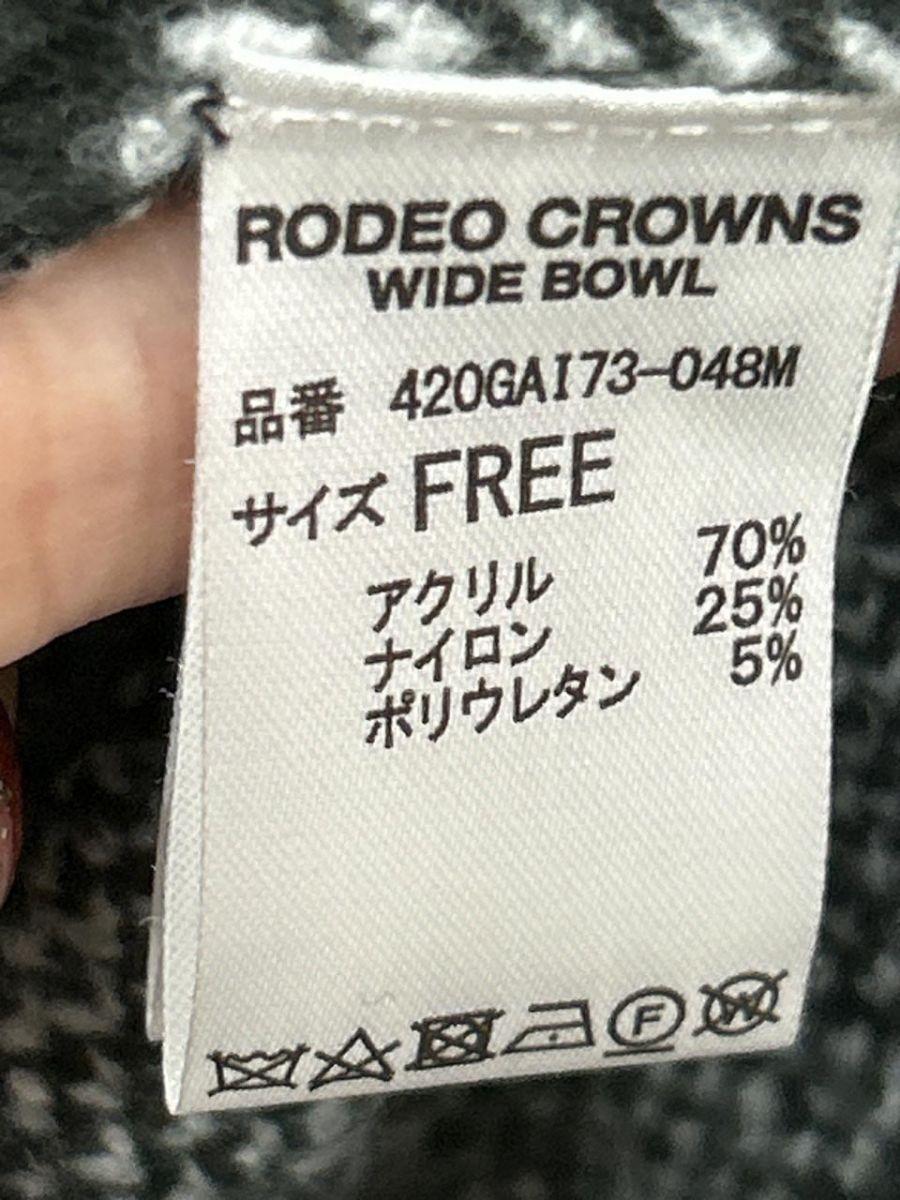 RODEO CROWNS
WIDE BOWL
品番 420GAI73-048M
サイズ FREE
アクリル 70%
ナイロン 25%
ポリウレタン 5%
F W